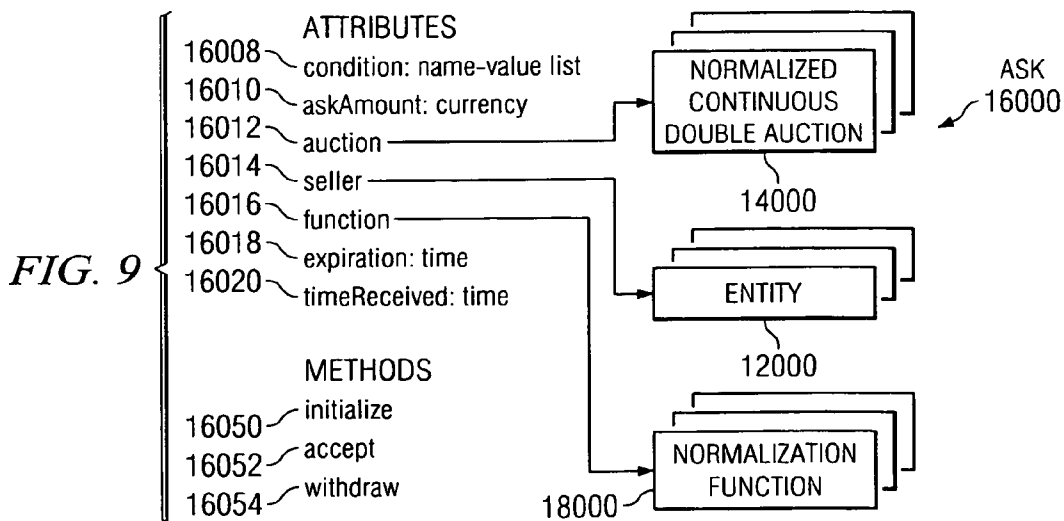 FIG. 9
ATTRIBUTES
16008 condition: name-value list
16010 askAmount: currency
16012 auction
16014 seller
16016 function
16018 expiration: time
16020 timeReceived: time
METHODS
16050 initialize
16052 accept
16054 withdraw
NORMALIZED
CONTINUOUS
DOUBLE AUCTION
14000
ENTITY
12000
NORMALIZATION
FUNCTION
18000
ASK
16000